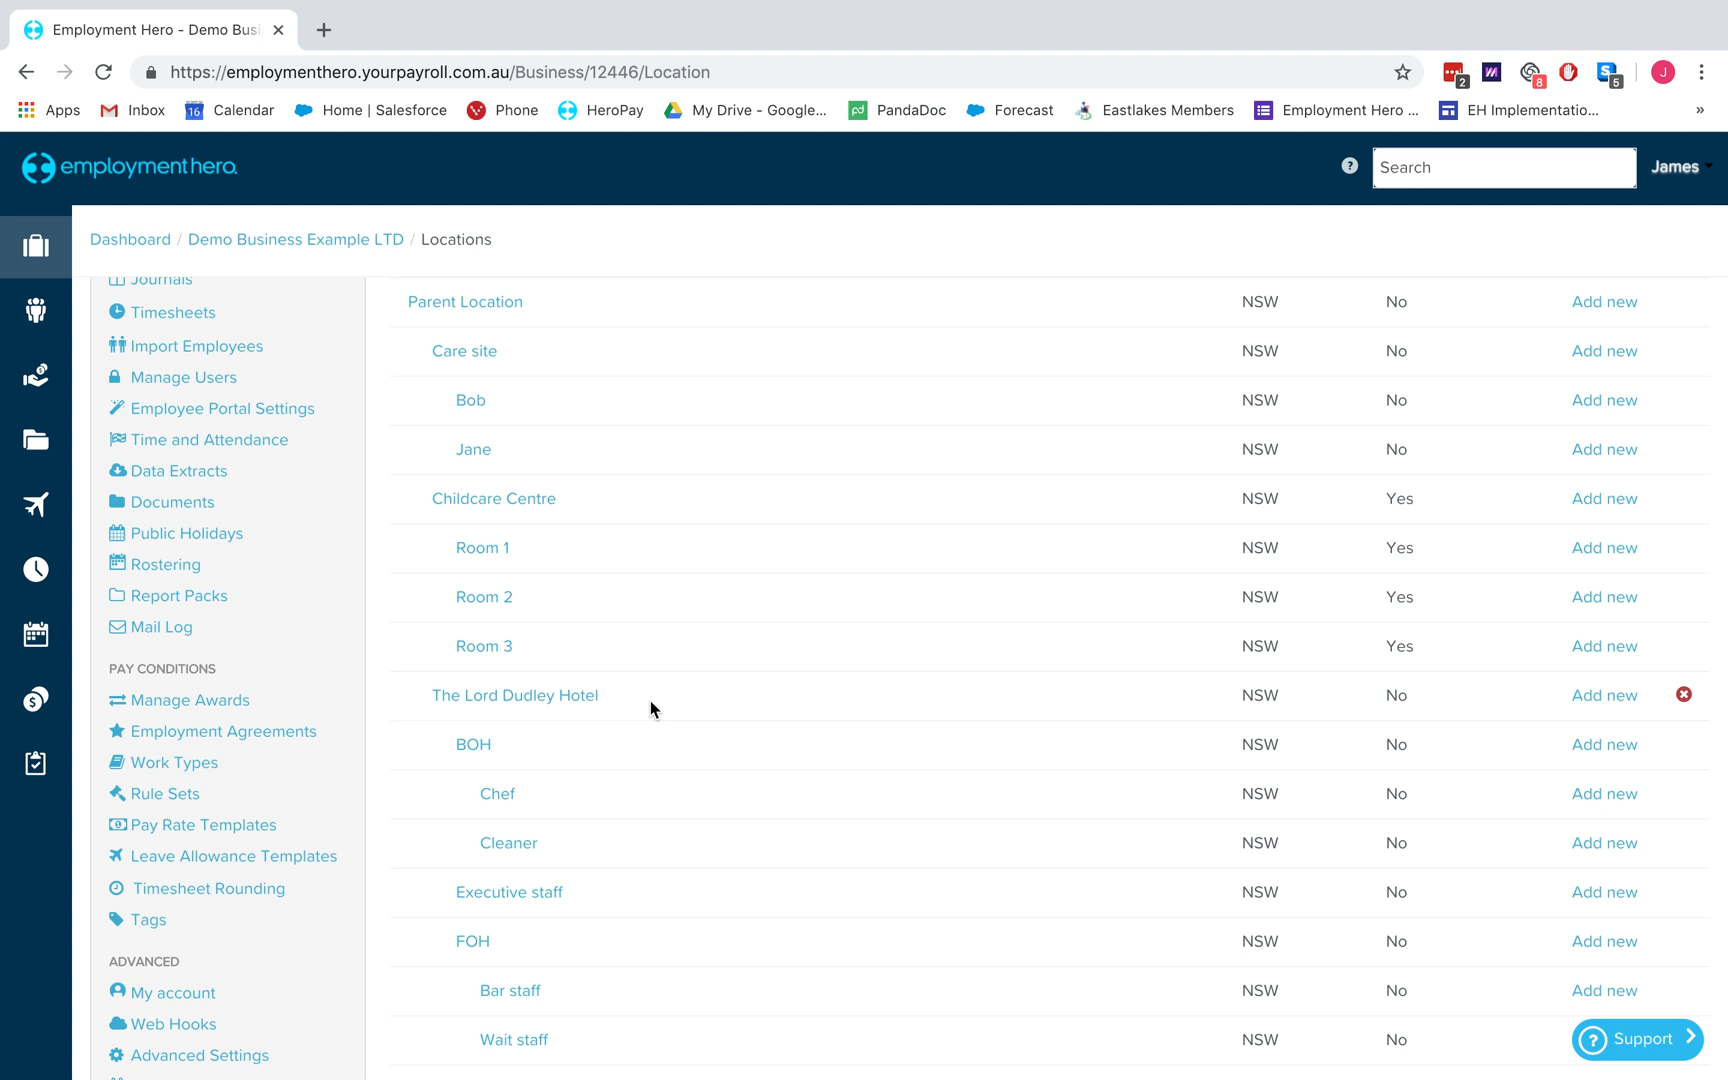 Employment Hero - Demo Busi
https://employmenthero.yourpayroll.com.au/Business/12446/Location
2
8
5
J
Apps
Inbox
16
Calendar
Home | Salesforce
Phone
HeroPay
My Drive - Google...
pd
PandaDoc
Forecast
Eastlakes Members
Employment Hero ...
EH Implementatio...
»
employmenthero.
?
Search
James
Dashboard / Demo Business Example LTD / Locations
Journals
Timesheets
Import Employees
Manage Users
Employee Portal Settings
Time and Attendance
Data Extracts
Documents
Public Holidays
Rostering
Report Packs
Mail Log
PAY CONDITIONS
Manage Awards
Employment Agreements
Work Types
Rule Sets
Pay Rate Templates
Leave Allowance Templates
Timesheet Rounding
Tags
ADVANCED
My account
Web Hooks
Advanced Settings
Parent Location NSW No Add new
Care site NSW No Add new
Bob NSW No Add new
Jane NSW No Add new
Childcare Centre NSW Yes Add new
Room 1 NSW Yes Add new
Room 2 NSW Yes Add new
Room 3 NSW Yes Add new
The Lord Dudley Hotel NSW No Add new
BOH NSW No Add new
Chef NSW No Add new
Cleaner NSW No Add new
Executive staff NSW No Add new
FOH NSW No Add new
Bar staff NSW No Add new
Wait staff NSW No
? Support